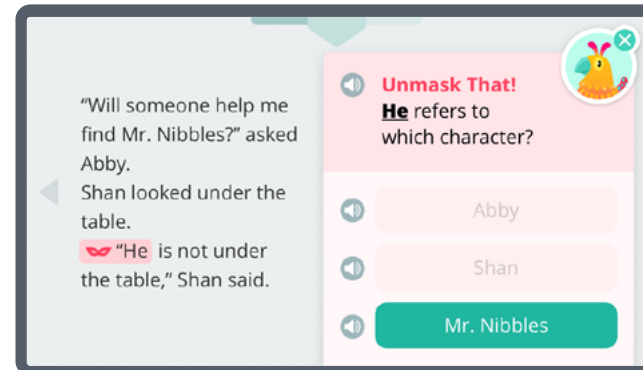 “Will someone help me
find Mr. Nibbles?” asked
Abby.
Shan looked under the
table.
“He is not under
the table,” Shan said.
Unmask That!
He refers to
which character?
Abby
Shan
Mr. Nibbles